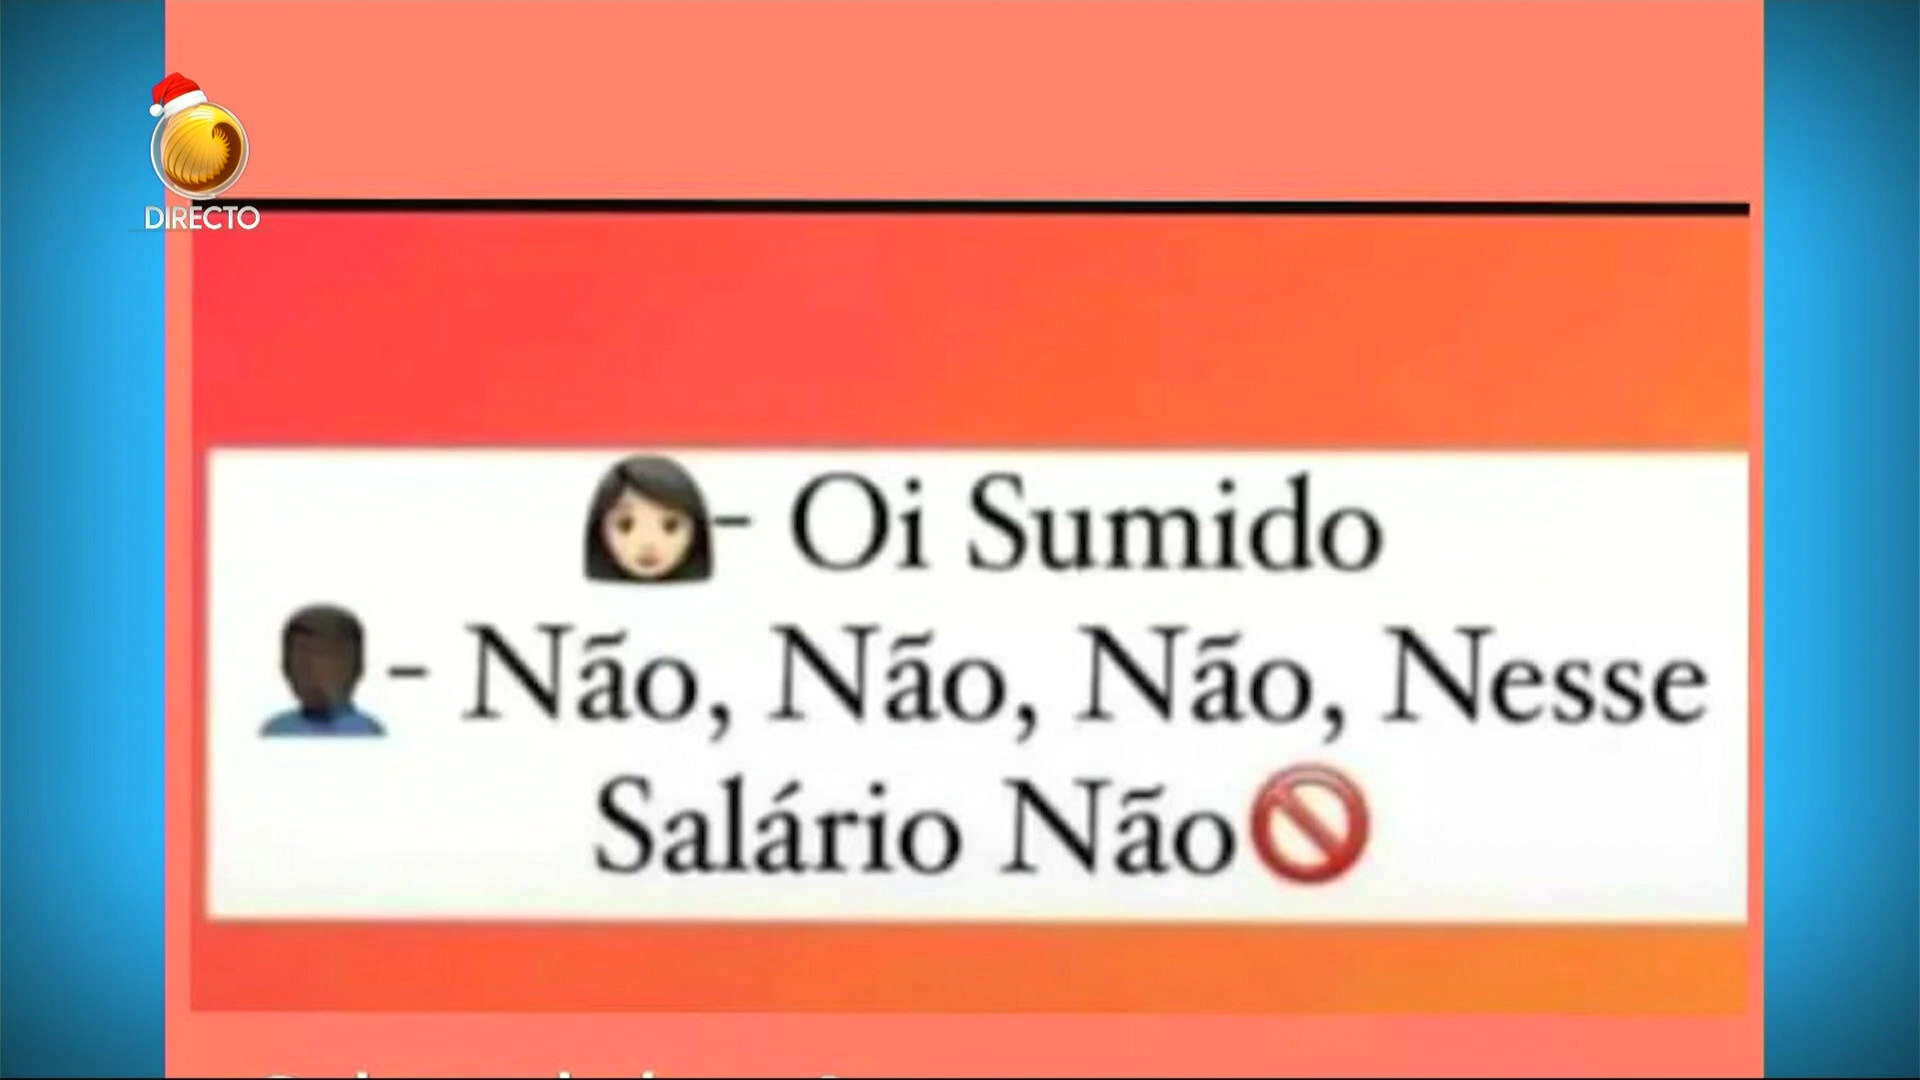 DIRECTO
- Oi Sumido
- Não, Não, Não, Nesse
Salário Não